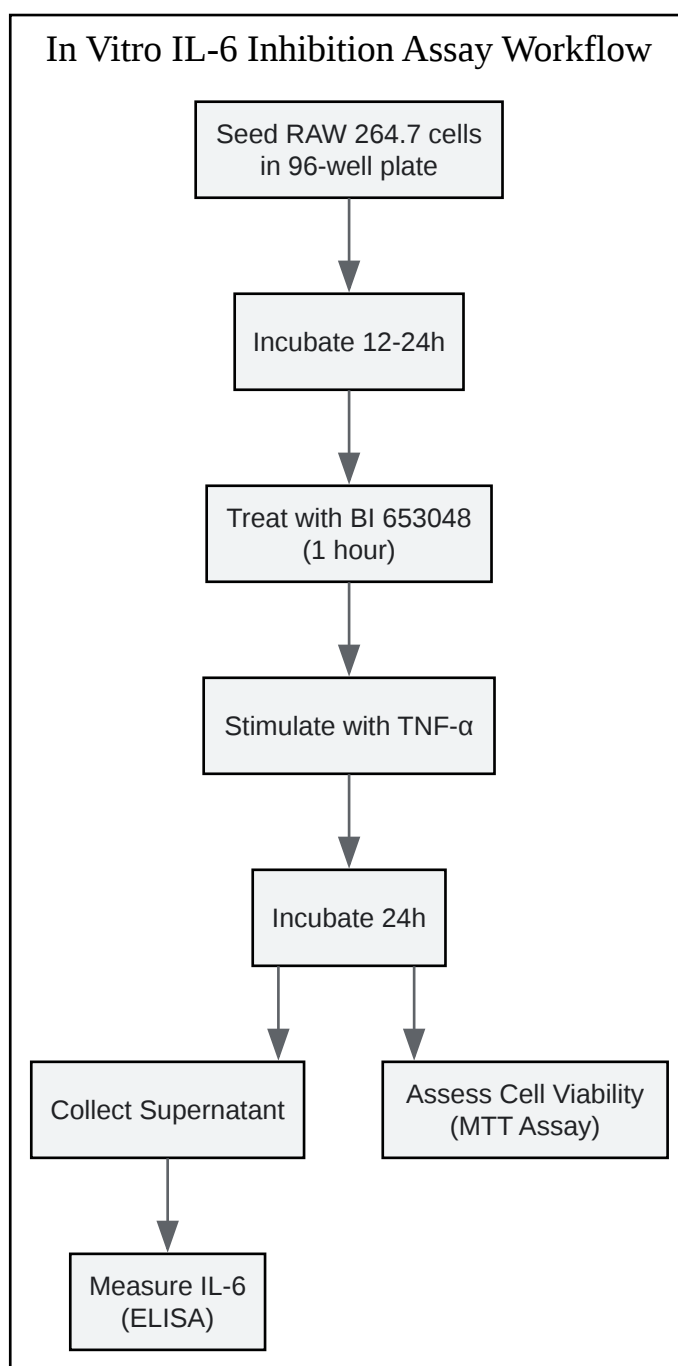 In Vitro IL-6 Inhibition Assay Workflow
Seed RAW 264.7 cells
in 96-well plate
Incubate 12-24h
Treat with BI 653048
(1 hour)
Stimulate with TNF-α
Incubate 24h
Collect Supernatant
Assess Cell Viability
(MTT Assay)
Measure IL-6
(ELISA)